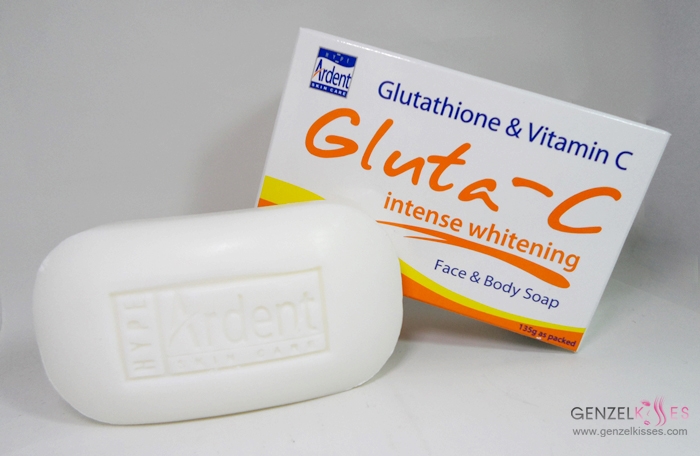 HYPE
Ardent
SKIN CARE
Glutathione & Vitamin C
Gluta-C
intense whitening
Face & Body Soap
135g as packed
HYPE
Ardent
SKIN CARE
GENZELKISSES
www.genzelkisses.com